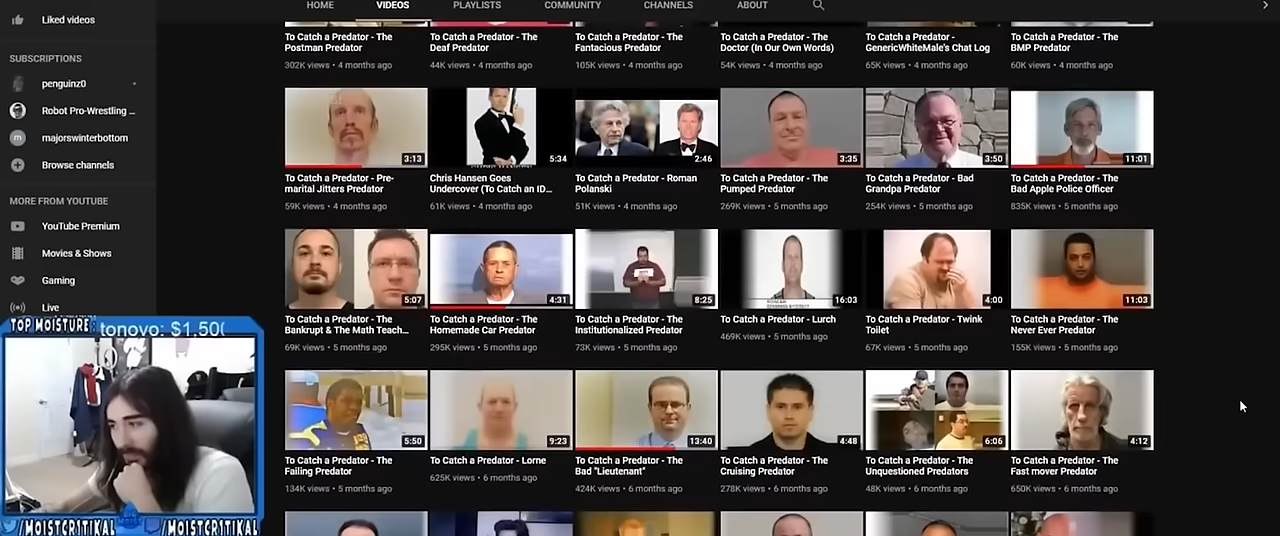 Liked videos
HOME
VIDEOS
PLAYLISTS
COMMUNITY
CHANNELS
ABOUT
SUBSCRIPTIONS
penguinz0
Robot Pro-Wrestling ...
m
majorswinterbottom
Browse channels
MORE FROM YOUTUBE
YouTube Premium
Movies & Shows
Gaming
Live
To Catch a Predator - The
Postman Predator
302K views • 4 months ago
To Catch a Predator - The
Deaf Predator
44K views • 4 months ago
To Catch a Predator - The
Fantacious Predator
105K views • 4 months ago
To Catch a Predator - The
Doctor (In Our Own Words)
54K views • 4 months ago
To Catch a Predator -
GenericWhiteMale's Chat Log
65K views • 4 months ago
To Catch a Predator - The
BMP Predator
60K views • 4 months ago
3:13
To Catch a Predator - Pre-
marital Jitters Predator
59K views • 4 months ago
5:34
Chris Hansen Goes
Undercover (To Catch an ID...
61K views • 4 months ago
2:46
To Catch a Predator - Roman
Polanski
51K views • 4 months ago
3:35
To Catch a Predator - The
Pumped Predator
269K views • 5 months ago
3:50
To Catch a Predator - Bad
Grandpa Predator
254K views • 5 months ago
11:01
To Catch a Predator - The
Bad Apple Police Officer
835K views • 5 months ago
5:07
To Catch a Predator - The
Bankrupt & The Math Teach...
69K views • 5 months ago
4:31
To Catch a Predator - The
Homemade Car Predator
295K views • 5 months ago
8:25
To Catch a Predator - The
Institutionalized Predator
73K views • 5 months ago
16:03
To Catch a Predator - Lurch
469K views • 5 months ago
4:00
To Catch a Predator - Twink
Toilet
67K views • 5 months ago
11:03
To Catch a Predator - The
Never Ever Predator
155K views • 5 months ago
5:50
To Catch a Predator - The
Failing Predator
134K views • 5 months ago
9:23
To Catch a Predator - Lorne
625K views • 6 months ago
13:40
To Catch a Predator - The
Bad "Lieutenant"
424K views • 6 months ago
4:48
To Catch a Predator - The
Cruising Predator
278K views • 6 months ago
6:06
To Catch a Predator - The
Unquestioned Predators
48K views • 6 months ago
4:12
To Catch a Predator - The
Fast mover Predator
650K views • 6 months ago
TOP MOISTURE:
tonovo: $1.50(
/MOISTCR1TIKAL
/MOISTCR1TIKAL